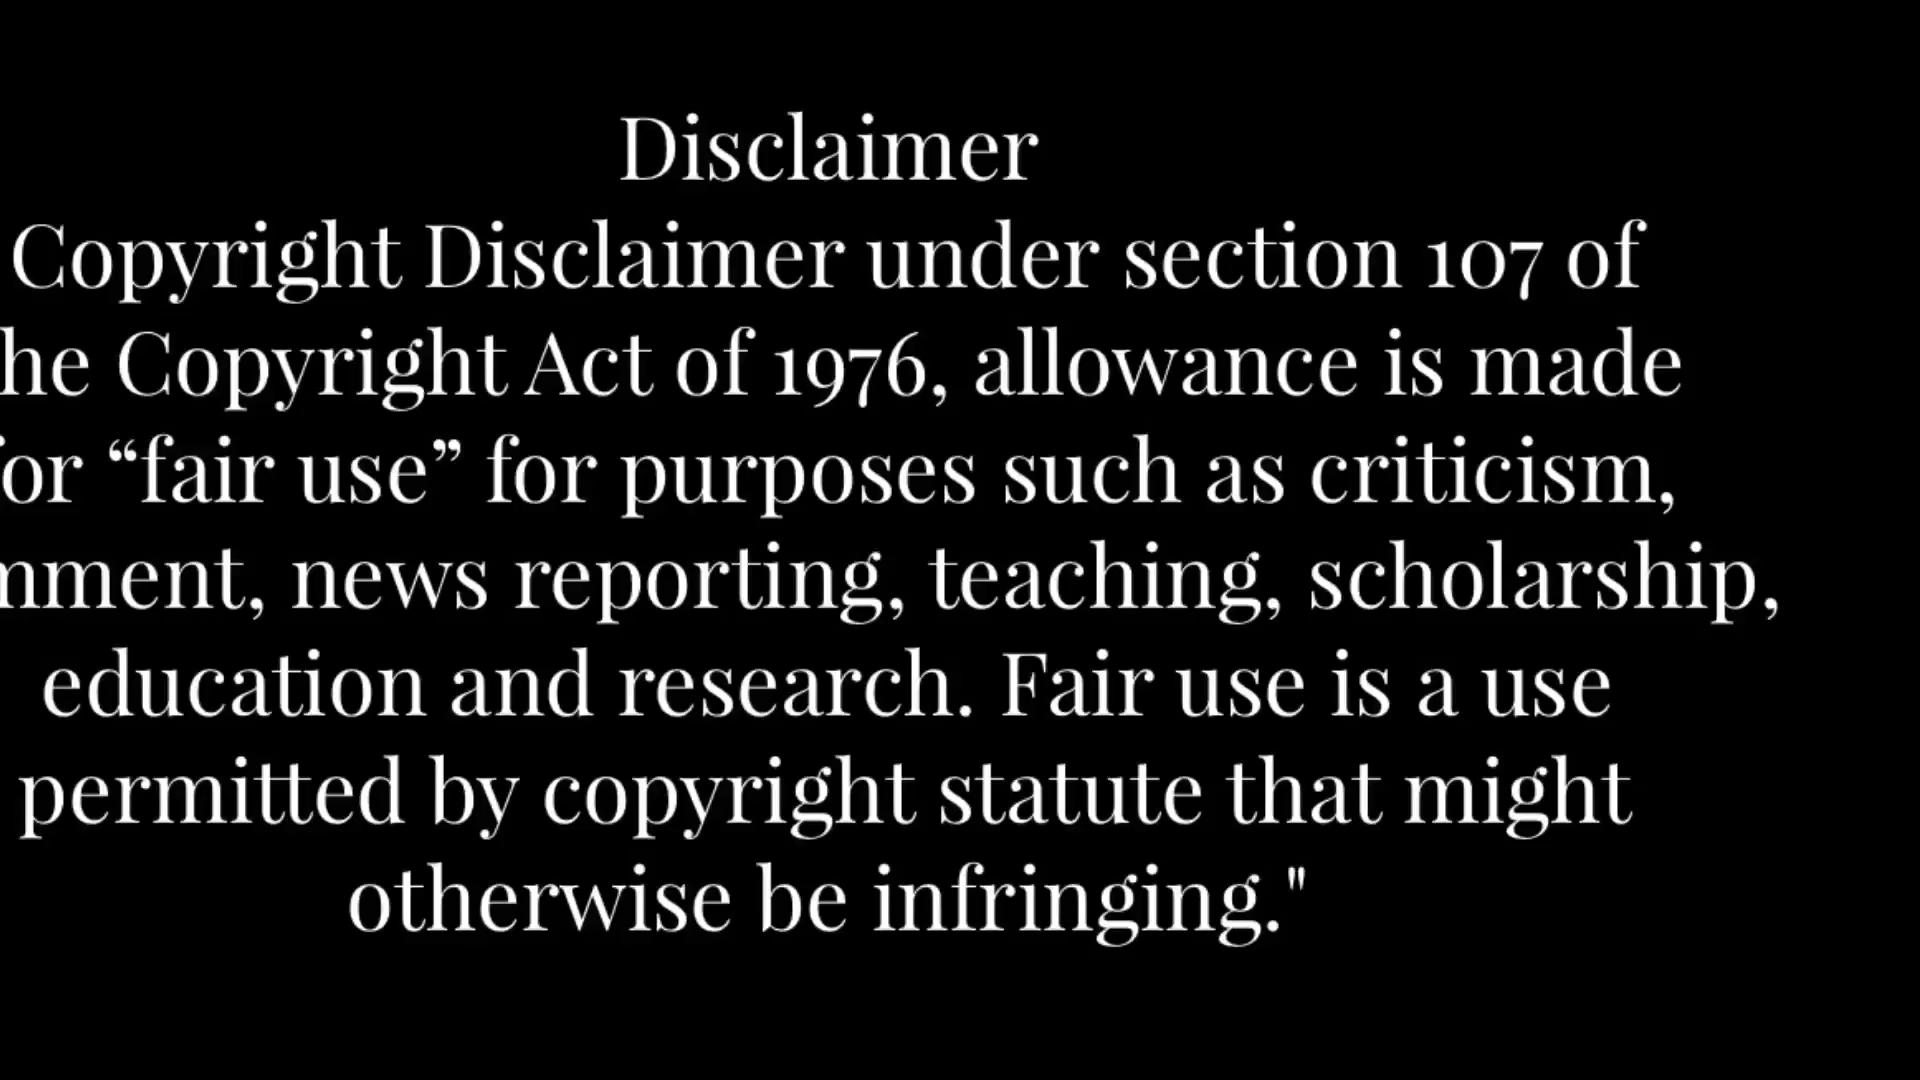 Disclaimer
Copyright Disclaimer under section 107 of
he Copyright Act of 1976, allowance is made
for “fair use” for purposes such as criticism,
mment, news reporting, teaching, scholarship,
education and research. Fair use is a use
permitted by copyright statute that might
otherwise be infringing."